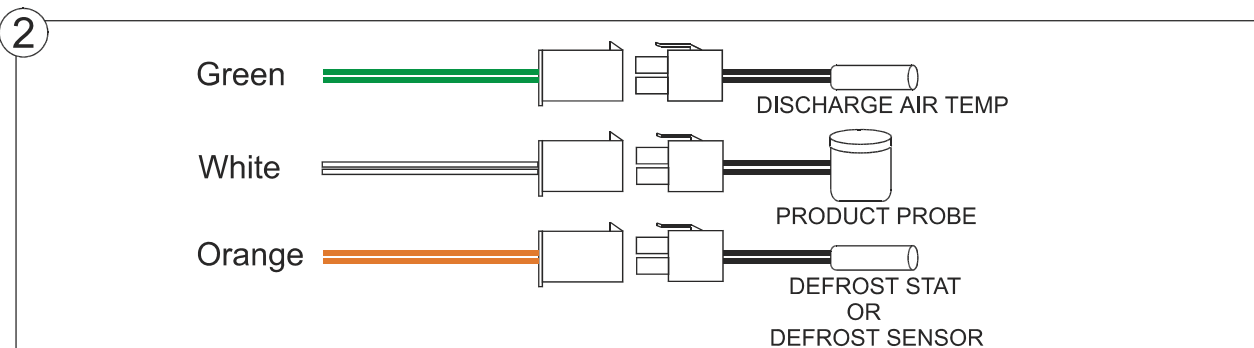 2
Green
DISCHARGE AIR TEMP
White
PRODUCT PROBE
Orange
DEFROST STAT
OR
DEFROST SENSOR